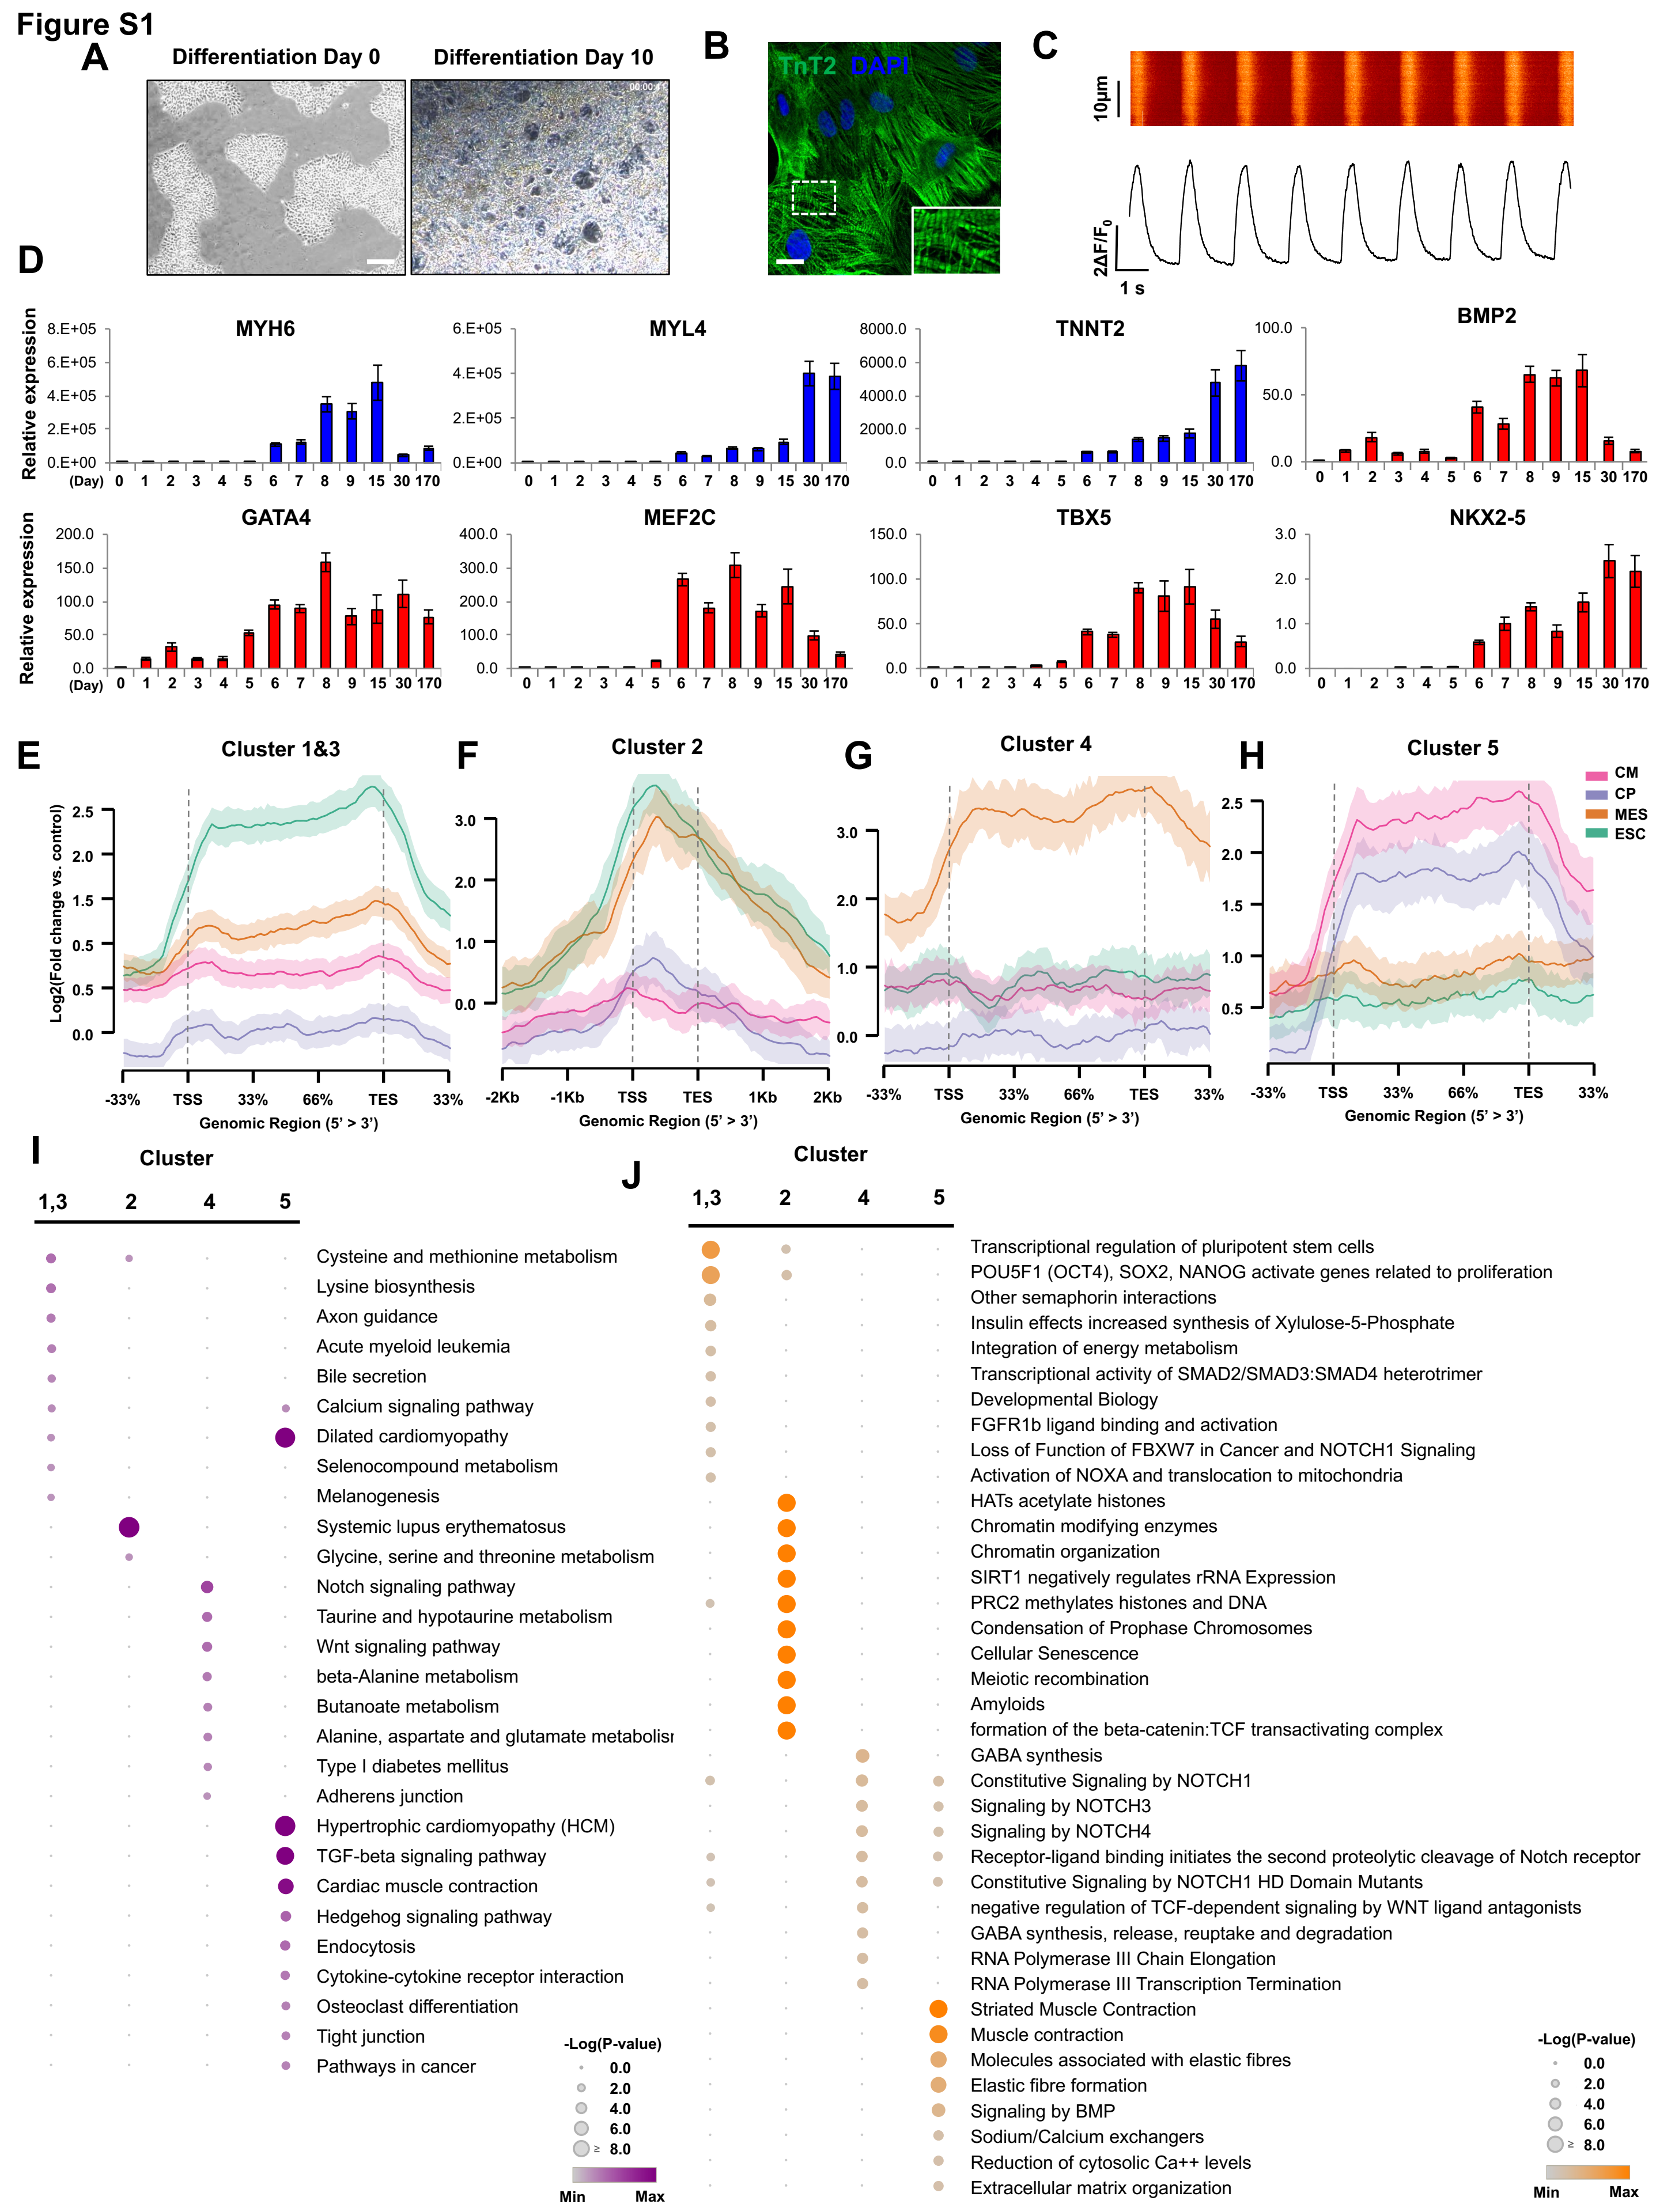 Figure S1
A
Differentiation Day 0
Differentiation Day 10
B
TnT2 DAPI
C
10µm
2ΔF/F0
1 s
D
Relative expression
MYH6
8.E+05
6.E+05
4.E+05
2.E+05
0.E+00
(Day) 0 1 2 3 4 5 6 7 8 9 15 30 170
MYL4
6.E+05
4.E+05
2.E+05
0.E+00
0 1 2 3 4 5 6 7 8 9 15 30 170
TNNT2
8000.0
6000.0
4000.0
2000.0
0.0
0 1 2 3 4 5 6 7 8 9 15 30 170
BMP2
100.0
50.0
0.0
0 1 2 3 4 5 6 7 8 9 15 30 170
Relative expression
GATA4
200.0
150.0
100.0
50.0
0.0
(Day) 0 1 2 3 4 5 6 7 8 9 15 30 170
MEF2C
400.0
300.0
200.0
100.0
0.0
0 1 2 3 4 5 6 7 8 9 15 30 170
TBX5
150.0
100.0
50.0
0.0
0 1 2 3 4 5 6 7 8 9 15 30 170
NKX2-5
3.0
2.0
1.0
0.0
0 1 2 3 4 5 6 7 8 9 15 30 170
E
Cluster 1&3
Log2(Fold change vs. control)
2.5
2.0
1.5
0.5
0.5
0.0
-33% TSS 33% 66% TES 33%
Genomic Region (5’ > 3’)
F
Cluster 2
3.0
2.0
1.0
0.0
-2Kb -1Kb TSS TES 1Kb 2Kb
Genomic Region (5’ > 3’)
G
Cluster 4
3.0
2.0
1.0
0.0
-33% TSS 33% 66% TES 33%
Genomic Region (5’ > 3’)
H
Cluster 5
2.5
2.0
1.5
1.0
0.5
-33% TSS 33% 66% TES 33%
Genomic Region (5’ > 3’)
CM
CP
MES
ESC
I
Cluster
1,3 2 4 5
Cysteine and methionine metabolism
Lysine biosynthesis
Axon guidance
Acute myeloid leukemia
Bile secretion
Calcium signaling pathway
Dilated cardiomyopathy
Selenocompound metabolism
Melanogenesis
Systemic lupus erythematosus
Glycine, serine and threonine metabolism
Notch signaling pathway
Taurine and hypotaurine metabolism
Wnt signaling pathway
beta-Alanine metabolism
Butanoate metabolism
Alanine, aspartate and glutamate metabolisr
Type I diabetes mellitus
Adherens junction
Hypertrophic cardiomyopathy (HCM)
TGF-beta signaling pathway
Cardiac muscle contraction
Hedgehog signaling pathway
Endocytosis
Cytokine-cytokine receptor interaction
Osteoclast differentiation
Tight junction
Pathways in cancer
-Log(P-value)
0.0
2.0
4.0
6.0
≥ 8.0
Min Max
J
Cluster
1,3 2 4 5
Transcriptional regulation of pluripotent stem cells
POU5F1 (OCT4), SOX2, NANOG activate genes related to proliferation
Other semaphorin interactions
Insulin effects increased synthesis of Xylulose-5-Phosphate
Integration of energy metabolism
Transcriptional activity of SMAD2/SMAD3:SMAD4 heterotrimer
Developmental Biology
FGFR1b ligand binding and activation
Loss of Function of FBXW7 in Cancer and NOTCH1 Signaling
Activation of NOXA and translocation to mitochondria
HATs acetylate histones
Chromatin modifying enzymes
Chromatin organization
SIRT1 negatively regulates rRNA Expression
PRC2 methylates histones and DNA
Condensation of Prophase Chromosomes
Cellular Senescence
Meiotic recombination
Amyloids
formation of the beta-catenin:TCF transactivating complex
GABA synthesis
Constitutive Signaling by NOTCH1
Signaling by NOTCH3
Signaling by NOTCH4
Receptor-ligand binding initiates the second proteolytic cleavage of Notch receptor
Constitutive Signaling by NOTCH1 HD Domain Mutants
negative regulation of TCF-dependent signaling by WNT ligand antagonists
GABA synthesis, release, reuptake and degradation
RNA Polymerase III Chain Elongation
RNA Polymerase III Transcription Termination
Striated Muscle Contraction
Muscle contraction
Molecules associated with elastic fibres
Elastic fibre formation
Signaling by BMP
Sodium/Calcium exchangers
Reduction of cytosolic Ca++ levels
Extracellular matrix organization
-Log(P-value)
0.0
2.0
4.0
6.0
≥ 8.0
Min Max